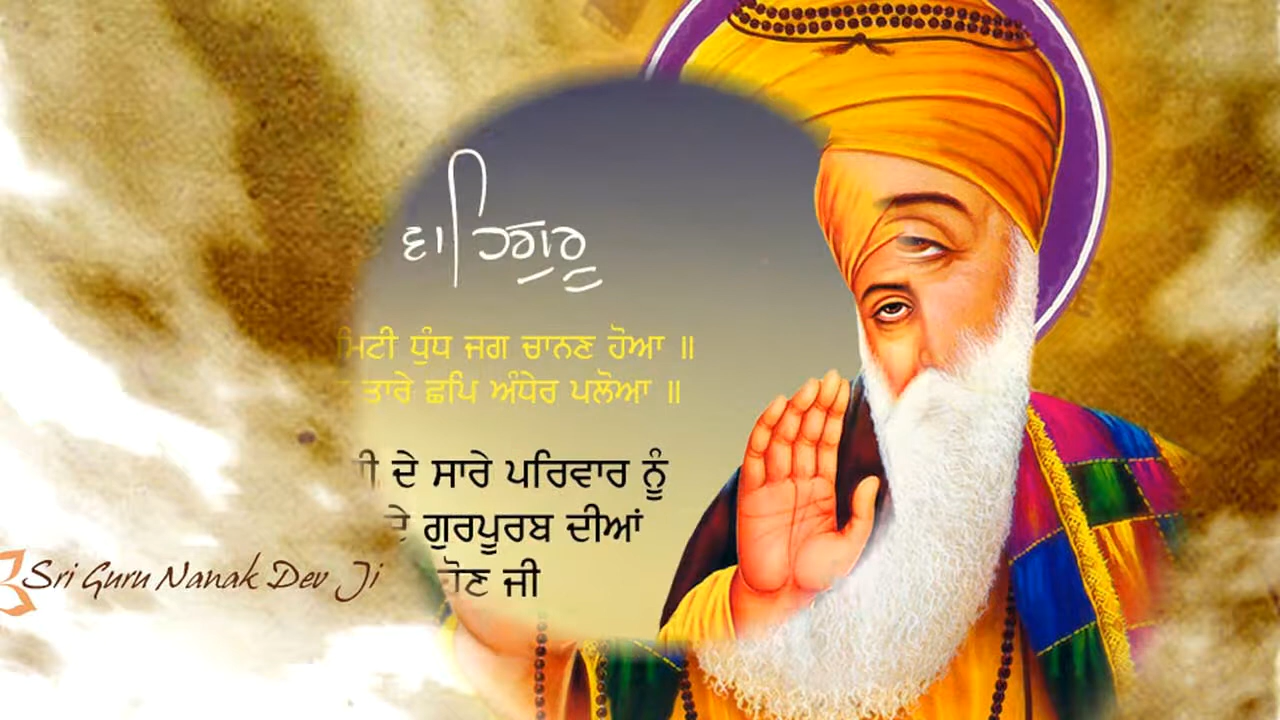 ਵਾਹਿਗੁਰੂ
ਮਿਟੀ ਧੁੰਧ ਜਗ ਚਾਨਣ ਹੋਆ ॥
ਤਾਰੇ ਛਪਿ ਅੰਧੇਰ ਪਲੋਆ ॥
ਦੇ ਸਾਰੇ ਪਰਿਵਾਰ ਨੂੰ
ਦੇ ਗੁਰਪੂਰਬ ਦੀਆਂ
ਹੋਣ ਜੀ
Sri Guru Nanak Dev Ji